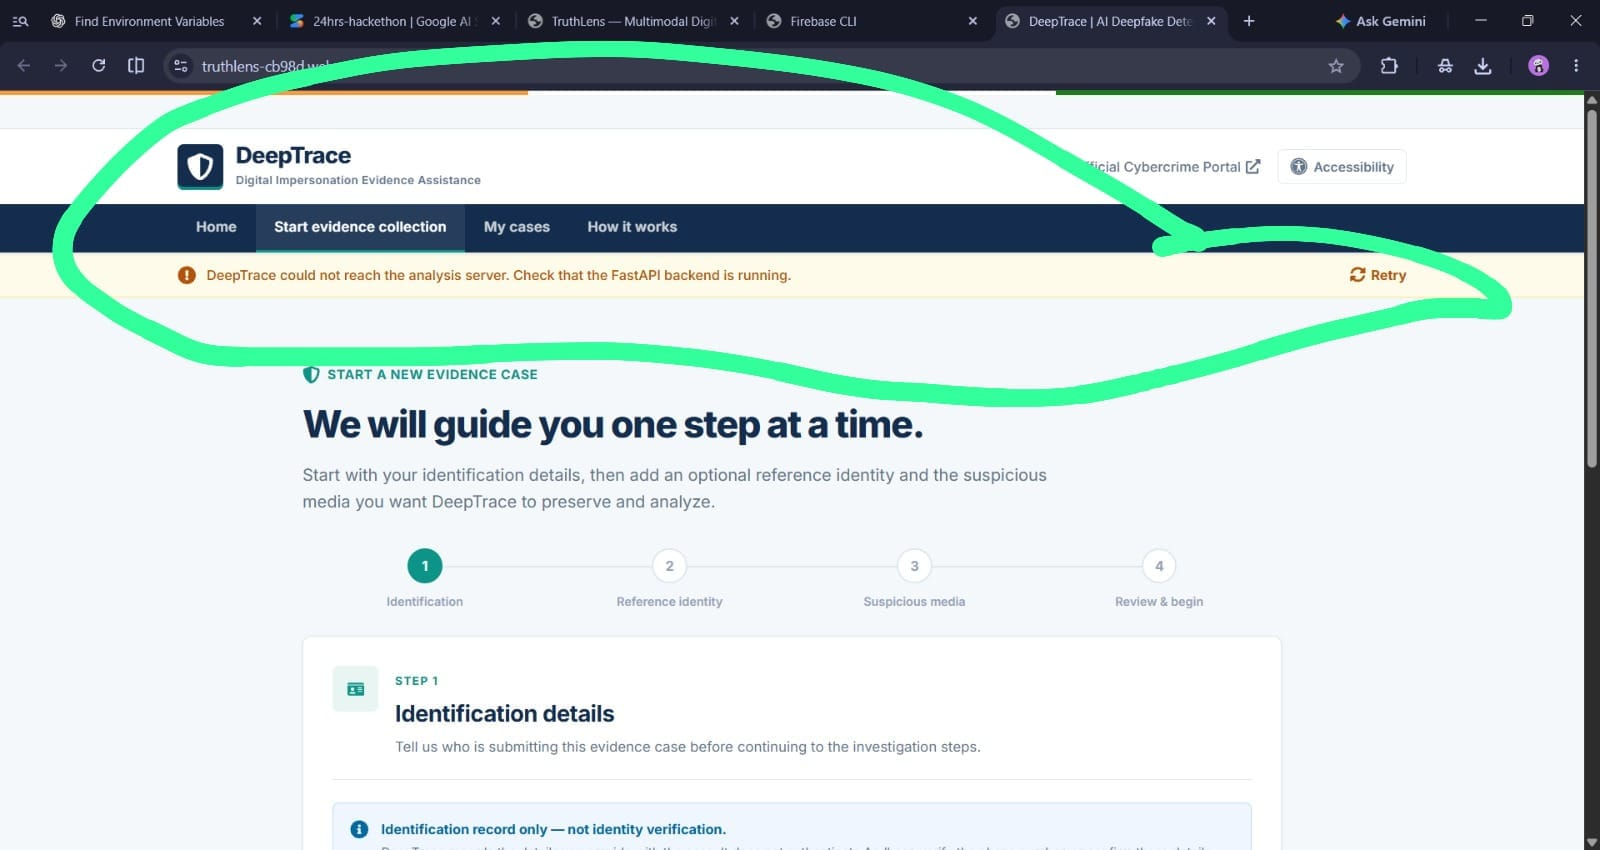 Find Environment Variables
24hrs-hackethon | Google AI
TruthLens — Multimodal Digit
Firebase CLI
DeepTrace | AI Deepfake Dete
Ask Gemini
truthlens-cb98d.web
DeepTrace
Digital Impersonation Evidence Assistance
Cybercrime Portal
Accessibility
Home
Start evidence collection
My cases
How it works
DeepTrace could not reach the analysis server. Check that the FastAPI backend is running.
Retry
START A NEW EVIDENCE CASE
We will guide you one step at a time.
Start with your identification details, then add an optional reference identity and the suspicious
media you want DeepTrace to preserve and analyze.
1
2
3
4
Identification
Reference identity
Suspicious media
Review & begin
STEP 1
Identification details
Tell us who is submitting this evidence case before continuing to the investigation steps.
Identification record only — not identity verification.